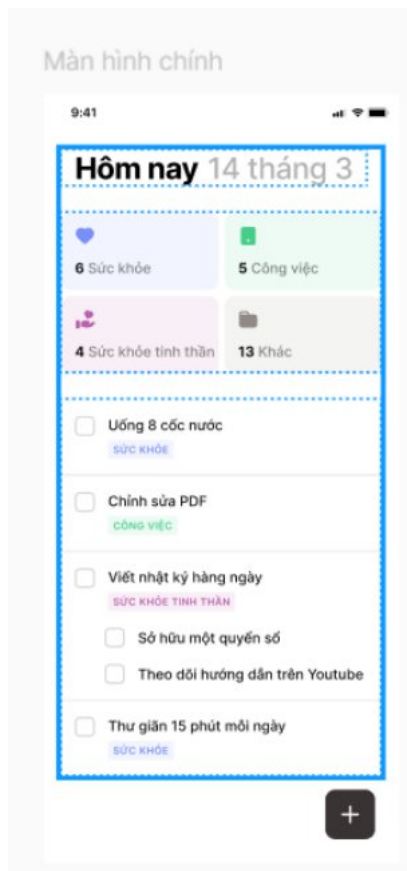 Màn hình chính
9:41
Hôm nay 14 tháng 3
6 Sức khỏe
5 Công việc
4 Sức khỏe tinh thần
13 Khác
Uống 8 cốc nước
SỨC KHỎE
Chỉnh sửa PDF
CÔNG VIỆC
Viết nhật ký hàng ngày
SỨC KHỎE TINH THẦN
Sở hữu một quyển sổ
Theo dõi hướng dẫn trên Youtube
Thư giãn 15 phút mỗi ngày
SỨC KHỎE